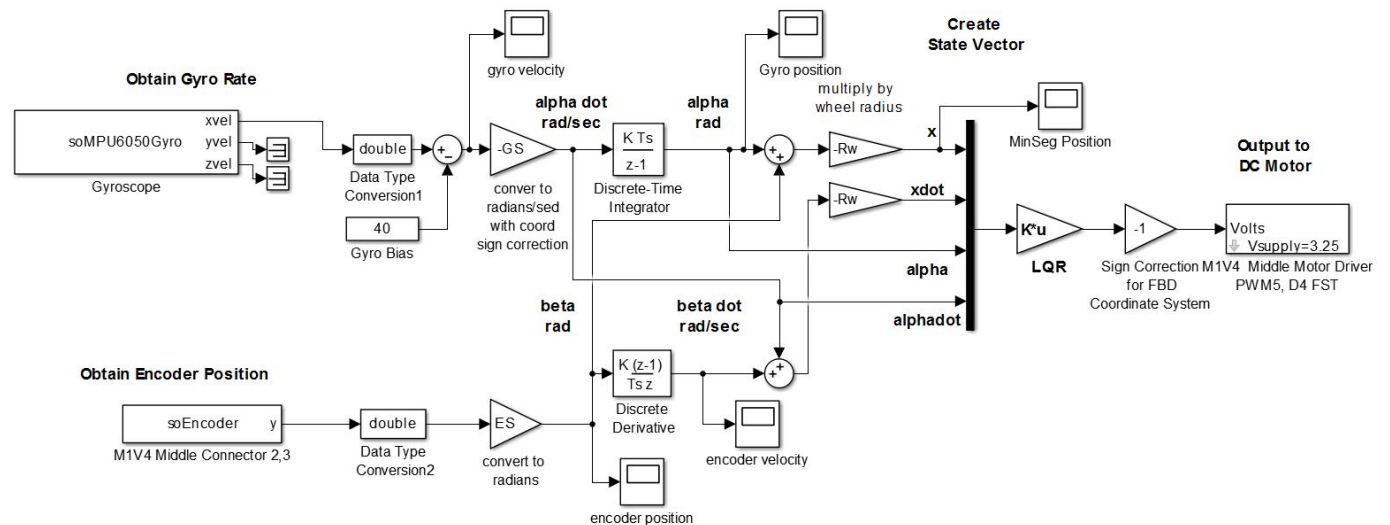 Create
State Vector
gyro velocity
Gyro position
multiply by
wheel radius
Obtain Gyro Rate
alpha dot
rad/sec
alpha
rad
x
MinSeg Position
Output to
DC Motor
soMPU6050Gyro
xvel
yvel
zvel
Gyroscope
double
Data Type
Conversion1
+
−
-GS
conver to
radians/sed
with coord
sign correction
K Ts
z-1
Discrete-Time
Integrator
+
+
-Rw
-Rw
xdot
40
Gyro Bias
K*u
LQR
-1
Sign Correction
for FBD
Coordinate System
Volts
Vsupply=3.25
M1V4 Middle Motor Driver
PWM5, D4 FST
alpha
alphadot
beta
rad
beta dot
rad/sec
Obtain Encoder Position
K (z-1)
Ts z
Discrete
Derivative
+
+
soEncoder
y
M1V4 Middle Connector 2,3
double
Data Type
Conversion2
ES
convert to
radians
encoder velocity
encoder position